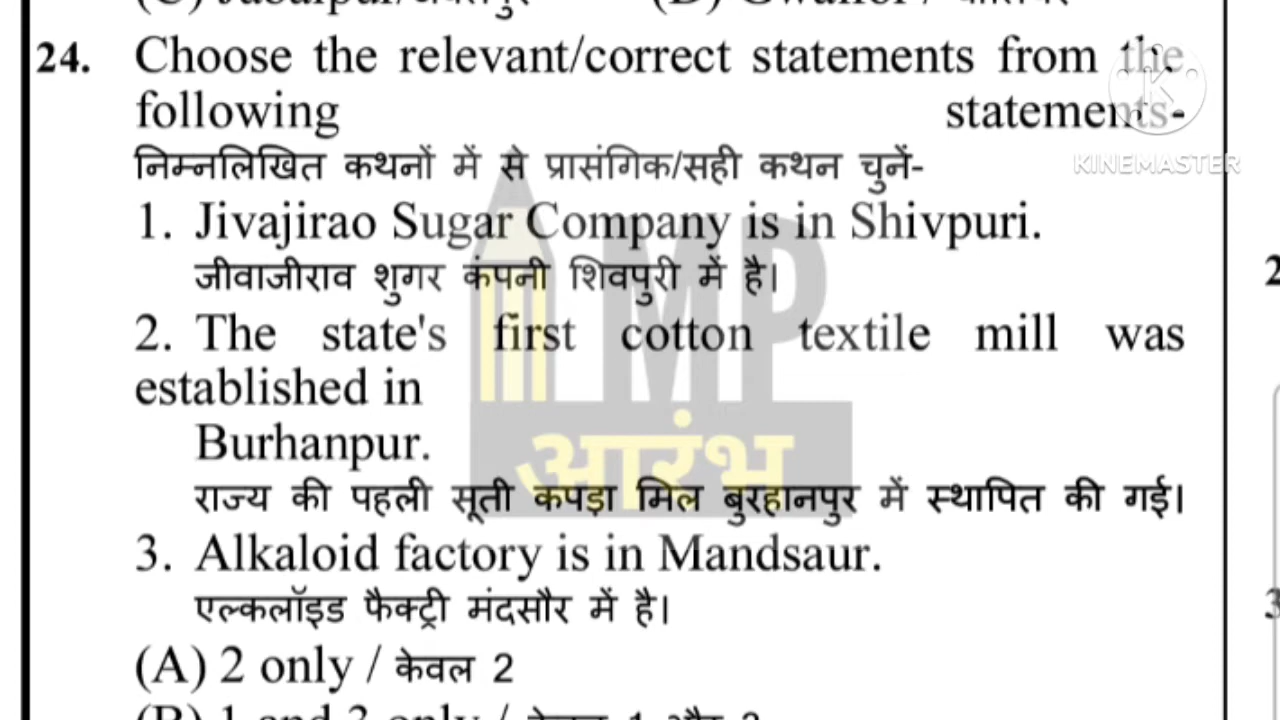 24. Choose the relevant/correct statements from the
following statements-
निम्नलिखित कथनों में से प्रासंगिक/सही कथन चुनें-
KINEMASTER
1. Jivajirao Sugar Company is in Shivpuri.
जीवाजीराव शुगर कंपनी शिवपुरी में है।
MP
2. The state's first cotton textile mill was
established in
Burhanpur.
आरंभ
राज्य की पहली सूती कपड़ा मिल बुरहानपुर में स्थापित की गई।
3. Alkaloid factory is in Mandsaur.
एल्कलॉइड फैक्ट्री मंदसौर में है।
(A) 2 only / केवल 2